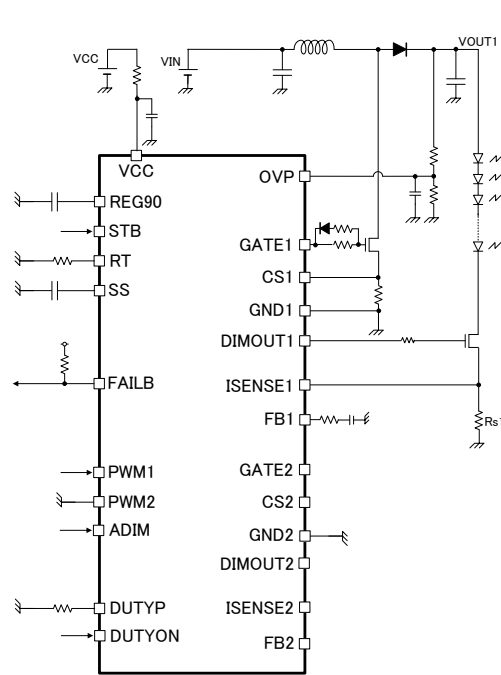 VCC
VIN
VOUT1
VCC
REG90
STB
RT
SS
FAILB
PWM1
PWM2
ADIM
DUTYP
DUTYON
OVP
GATE1
CS1
GND1
DIMOUT1
ISENSE1
FB1
GATE2
CS2
GND2
DIMOUT2
ISENSE2
FB2